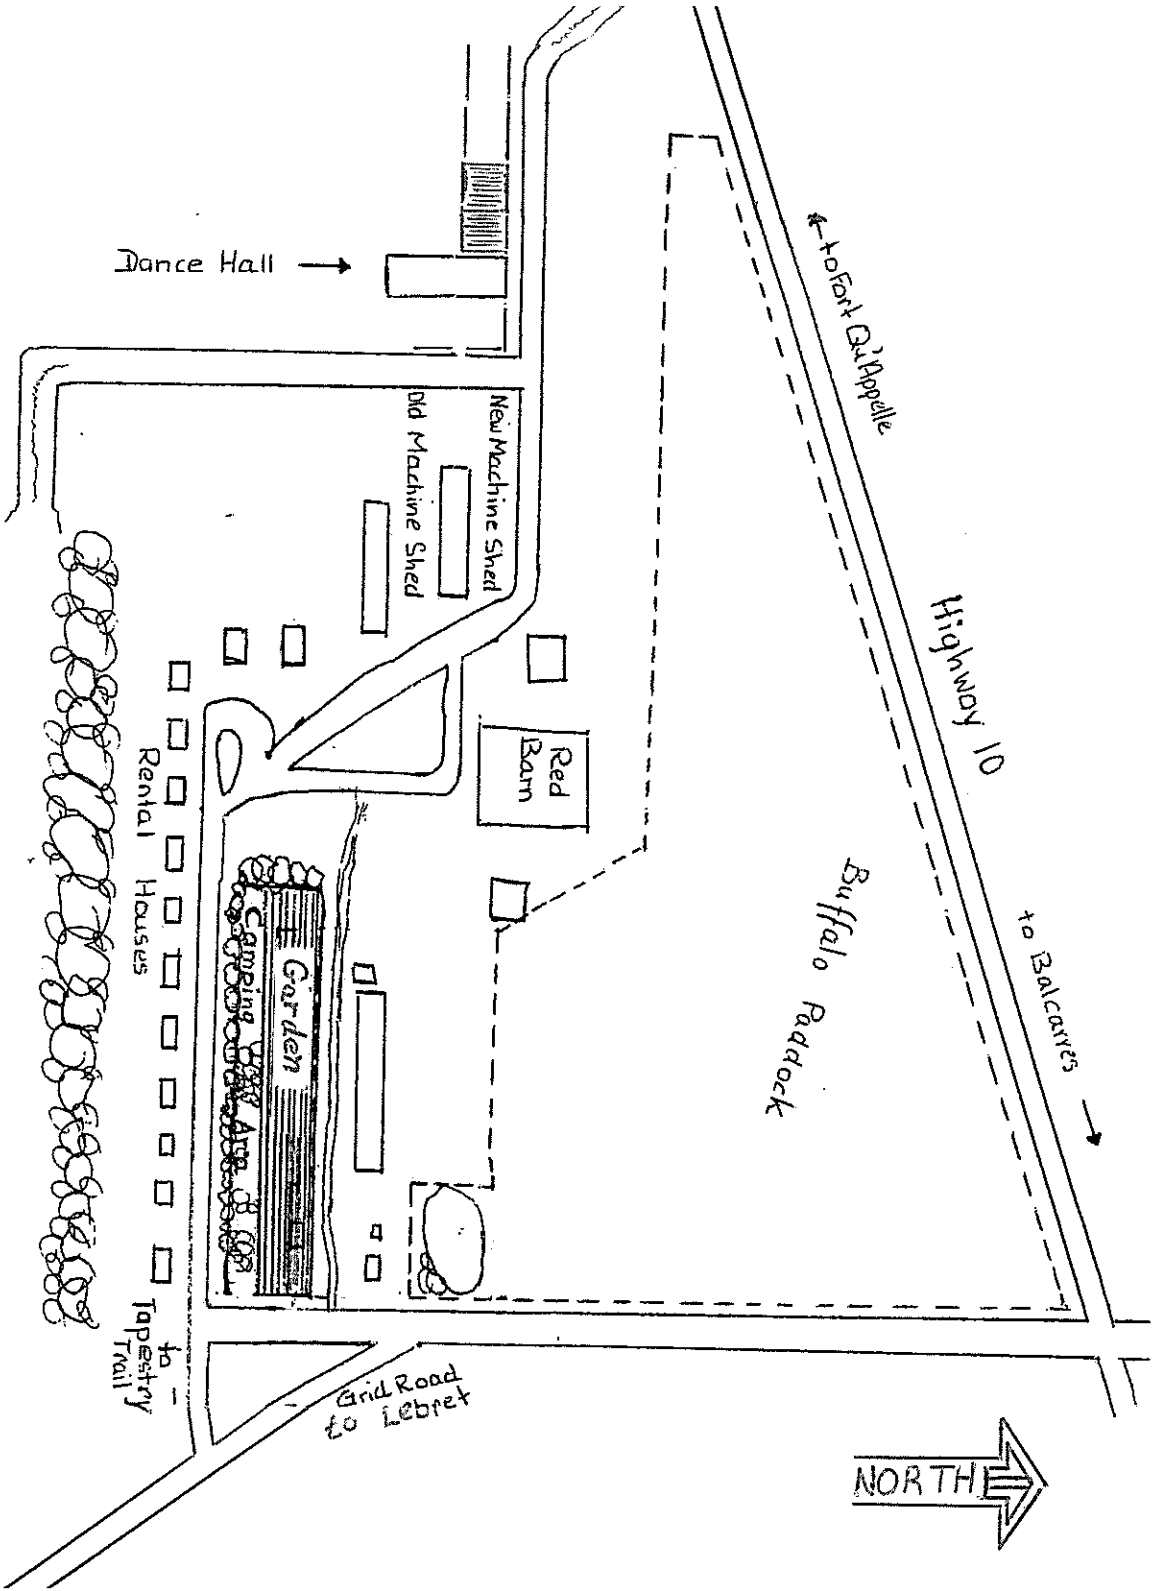 ← to Fort Qu'Appelle
Highway 10
to Balcarres →
Buffalo Paddock
Dance Hall →
New Machine Shed
Old Machine Shed
Red
Barn
Garden
Camping Area
Rental Houses
to
Tapestry
Trail
Grid Road
to Lebret
NORTH